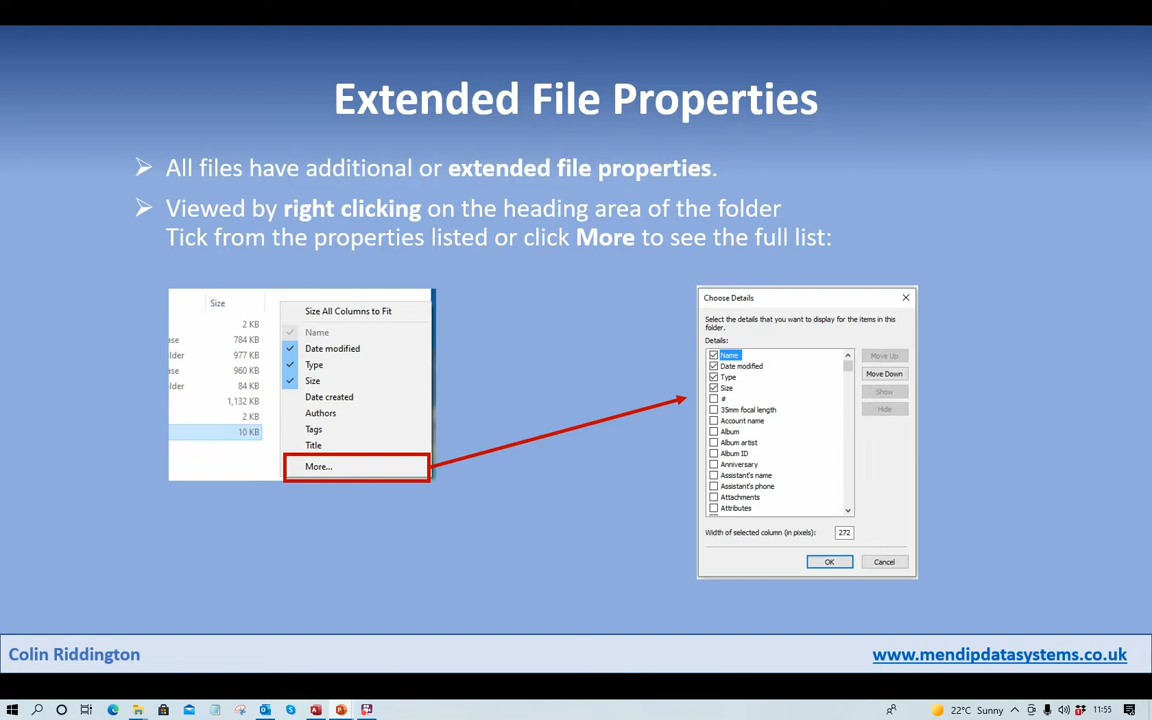 Extended File Properties
All files have additional or extended file properties.
Viewed by right clicking on the heading area of the folder
Tick from the properties listed or click More to see the full list:
Size
2 KB
ase 784 KB
older 977 KB
ase 960 KB
older 84 KB
1,132 KB
2 KB
10 KB
Size All Columns to Fit
Name
Date modified
Type
Size
Date created
Authors
Tags
Title
More...
Choose Details
Select the details that you want to display for the items in this
folder.
Details:
Name
Date modified
Type
Size
#
35mm focal length
Account name
Album
Album artist
Album ID
Anniversary
Assistant's name
Assistant's phone
Attachments
Attributes
Move Up
Move Down
Show
Hide
Width of selected column (in pixels): 272
OK Cancel
Colin Riddington
www.mendipdatasystems.co.uk
22°C Sunny
11:55